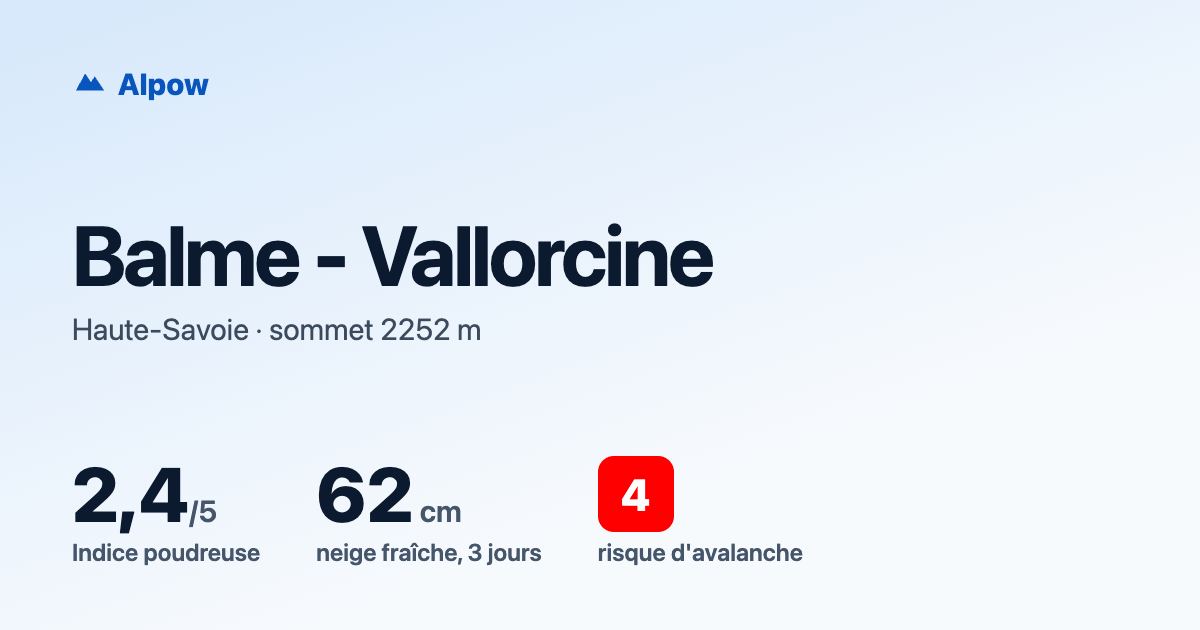 Alpow
Balme - Vallorcine
Haute-Savoie · sommet 2252 m
2,4/5
Indice poudreuse
62 cm
neige fraîche, 3 jours
4
risque d'avalanche